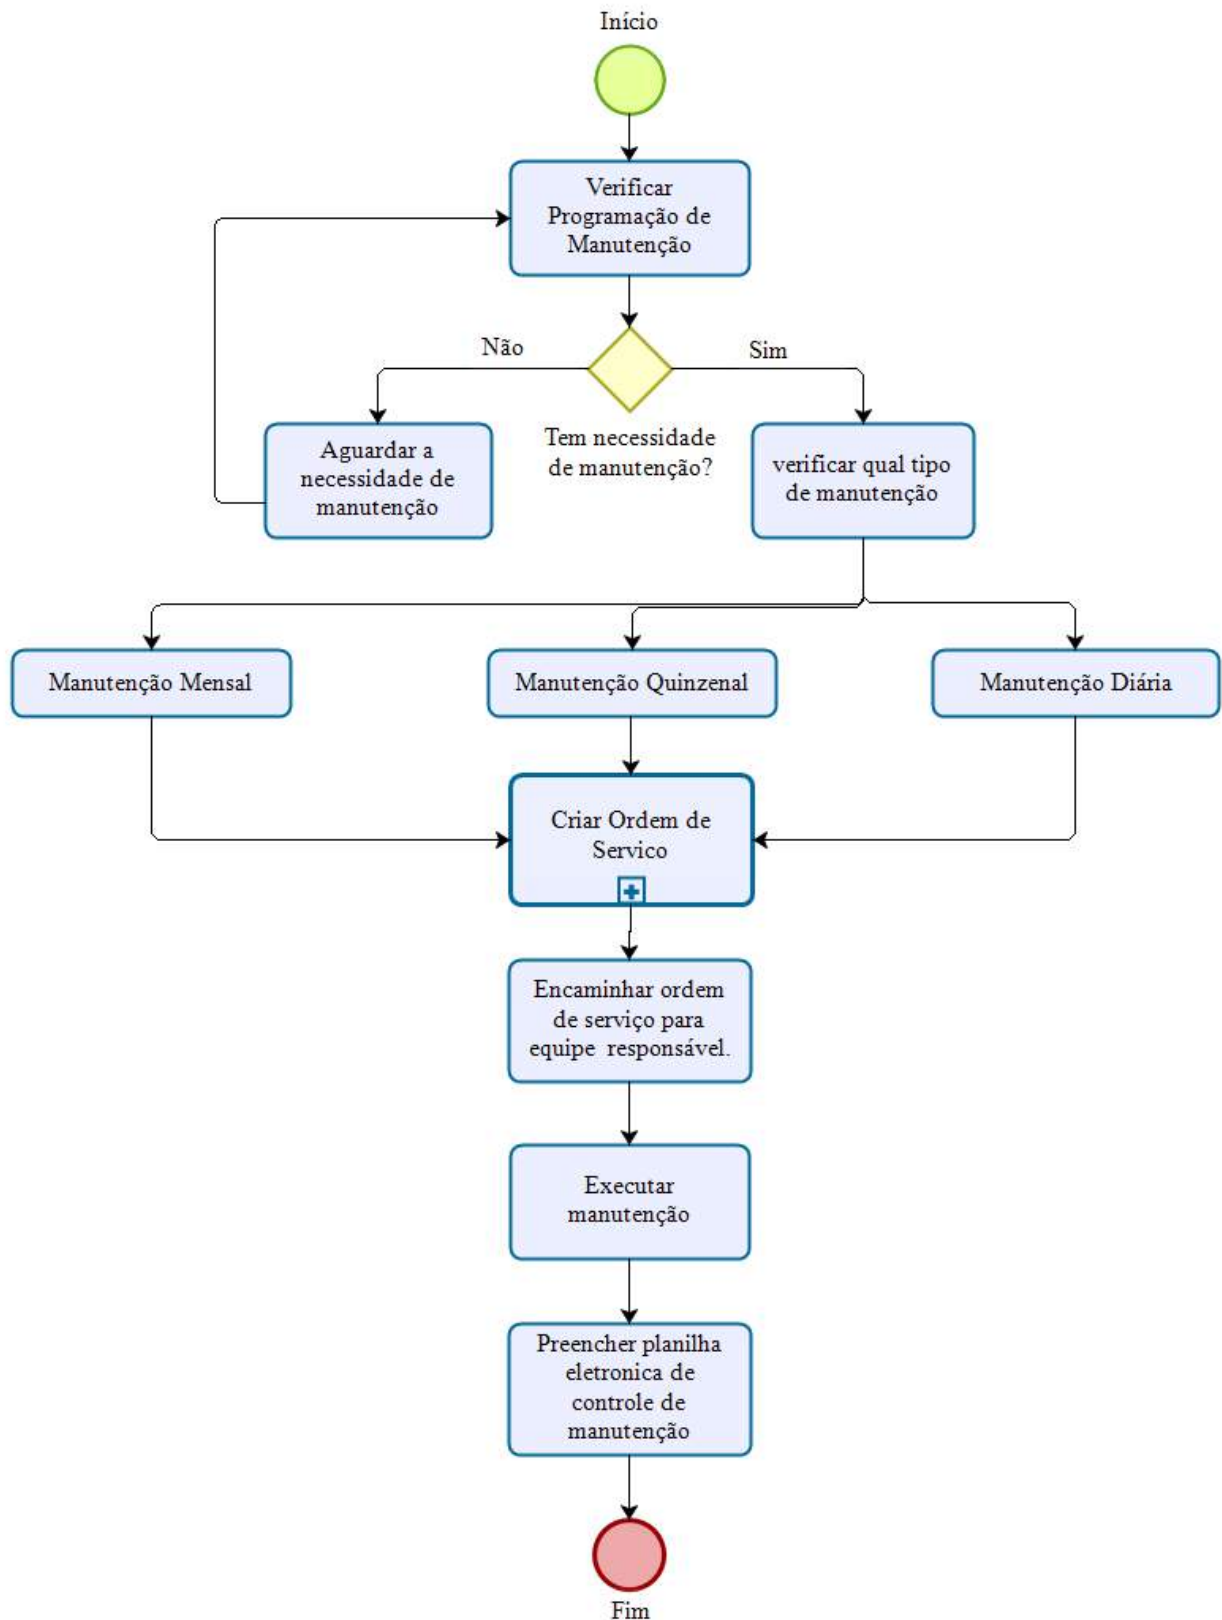 Início
Verificar
Programação de
Manutenção
Não
Sim
Tem necessidade
de manutenção?
Aguardar a
necessidade de
manutenção
verificar qual tipo
de manutenção
Manutenção Mensal
Manutenção Quinzenal
Manutenção Diária
Criar Ordem de
Servico
Encaminhar ordem
de serviço para
equipe responsável.
Executar
manutenção
Preencher planilha
eletronica de
controle de
manutenção
Fim